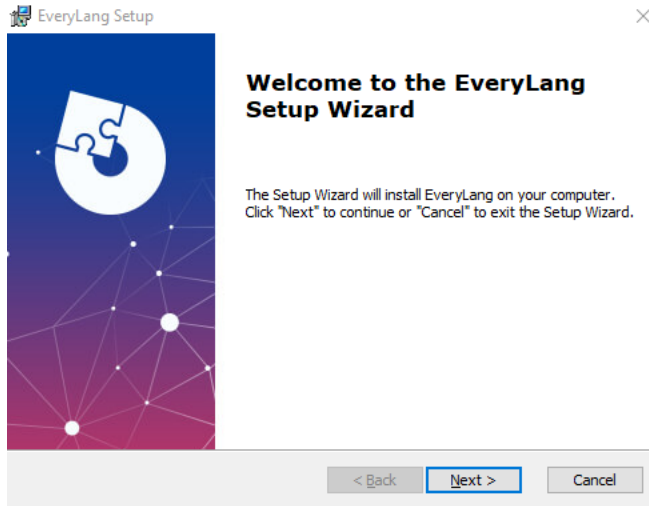 EveryLang Setup
Welcome to the EveryLang
Setup Wizard
The Setup Wizard will install EveryLang on your computer.
Click "Next" to continue or "Cancel" to exit the Setup Wizard.
< Back Next > Cancel